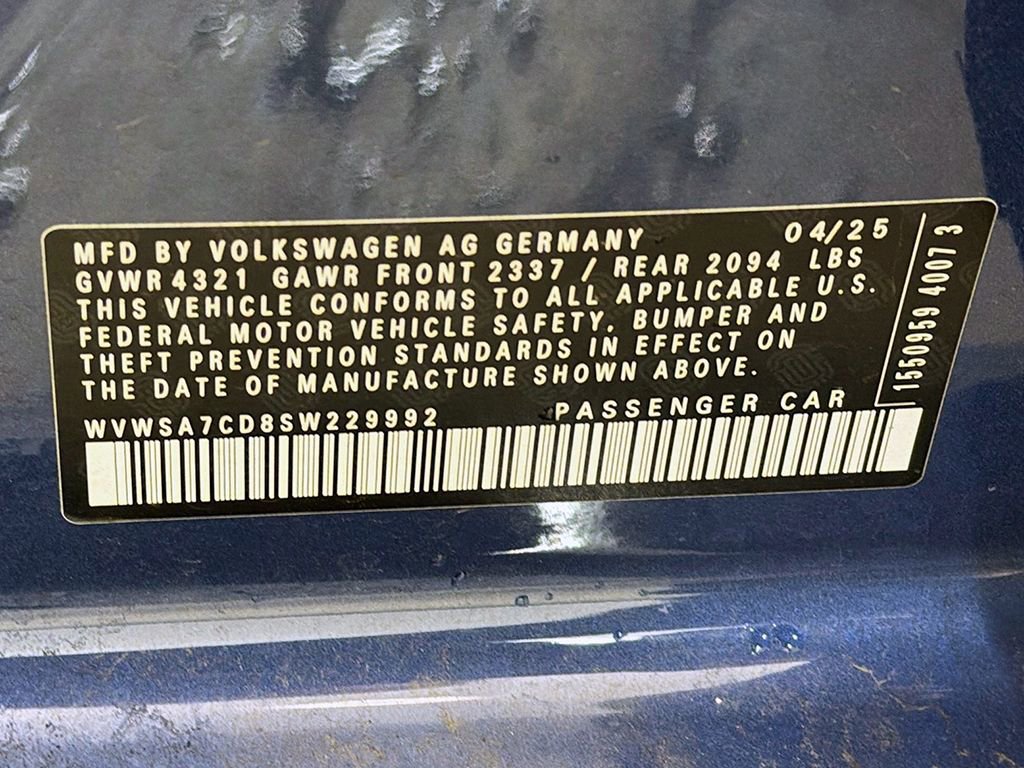 MFD BY VOLKSWAGEN AG GERMANY 04/25
GVWR 4321 GAWR FRONT 2337 / REAR 2094 LBS
THIS VEHICLE CONFORMS TO ALL APPLICABLE U.S.
FEDERAL MOTOR VEHICLE SAFETY, BUMPER AND
THEFT PREVENTION STANDARDS IN EFFECT ON
THE DATE OF MANUFACTURE SHOWN ABOVE.
WVWSA7CD8SW229992 PASSENGER CAR
1550959 4007 3